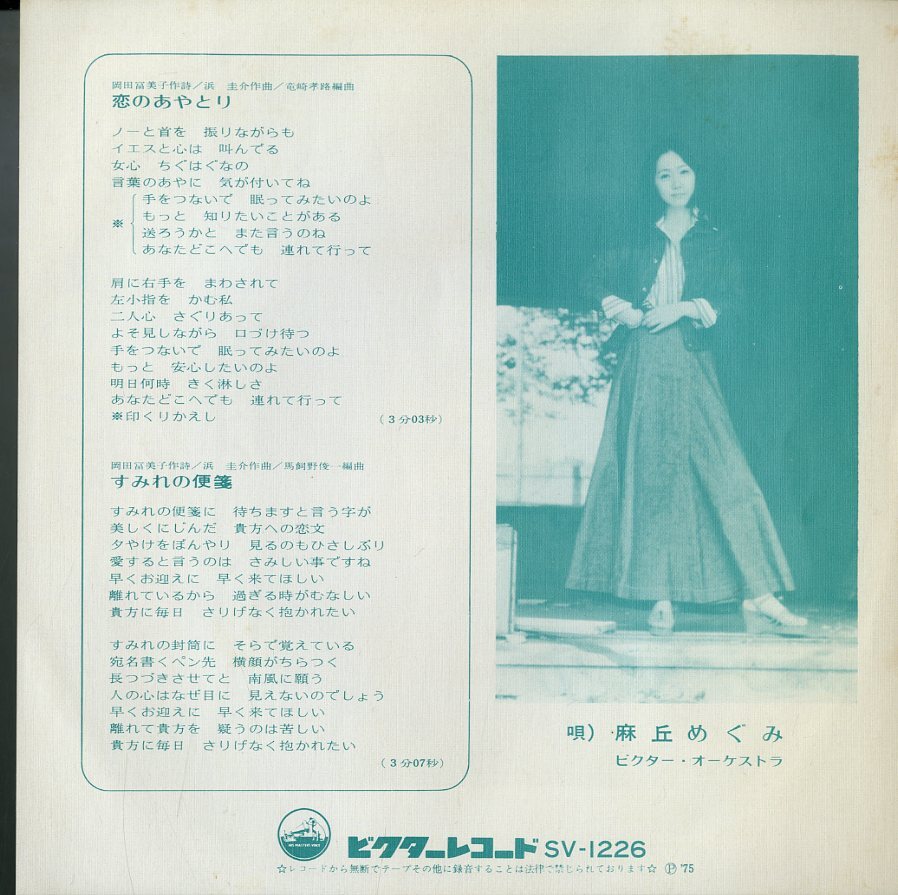 岡田冨美子作詩／浜　圭介作曲／竜崎孝路編曲
恋のあやとり
ノーと首を　振りながらも
イエスと心は　叫んでる
女心　ちぐはぐなの
言葉のあやに　気が付いてね
※
手をつないで　眠ってみたいのよ
もっと　知りたいことがある
送ろうかと　また言うのね
あなたどこへでも　連れて行って
肩に右手を　まわされて
左小指を　かむ私
二人心　さぐりあって
よそ見しながら　口づけ待つ
手をつないで　眠ってみたいのよ
もっと　安心したいのよ
明日何時　きく淋しさ
あなたどこへでも　連れて行って
※印くりかえし
（３分03秒）
岡田冨美子作詩／浜　圭介作曲／馬飼野俊一編曲
すみれの便箋
すみれの便箋に　待ちますと言う字が
美しくにじんだ　貴方への恋文
夕やけをぼんやり　見るのもひさしぶり
愛すると言うのは　さみしい事ですね
早くお迎えに　早く来てほしい
離れているから　過ぎる時がむなしい
貴方に毎日　さりげなく抱かれたい
すみれの封筒に　そらで覚えている
宛名書くペン先　横顔がちらつく
長つづきさせてと　南風に願う
人の心はなぜ目に　見えないのでしょう
早くお迎えに　早く来てほしい
離れて貴方を　疑うのは苦しい
貴方に毎日　さりげなく抱かれたい
（３分07秒）
唄）麻丘めぐみ
ビクター・オーケストラ
HIS MASTER'S VOICE
ビクターレコード SV-1226
☆レコードから無断でテープその他に録音することは法律で禁じられております☆ Ⓟ '75